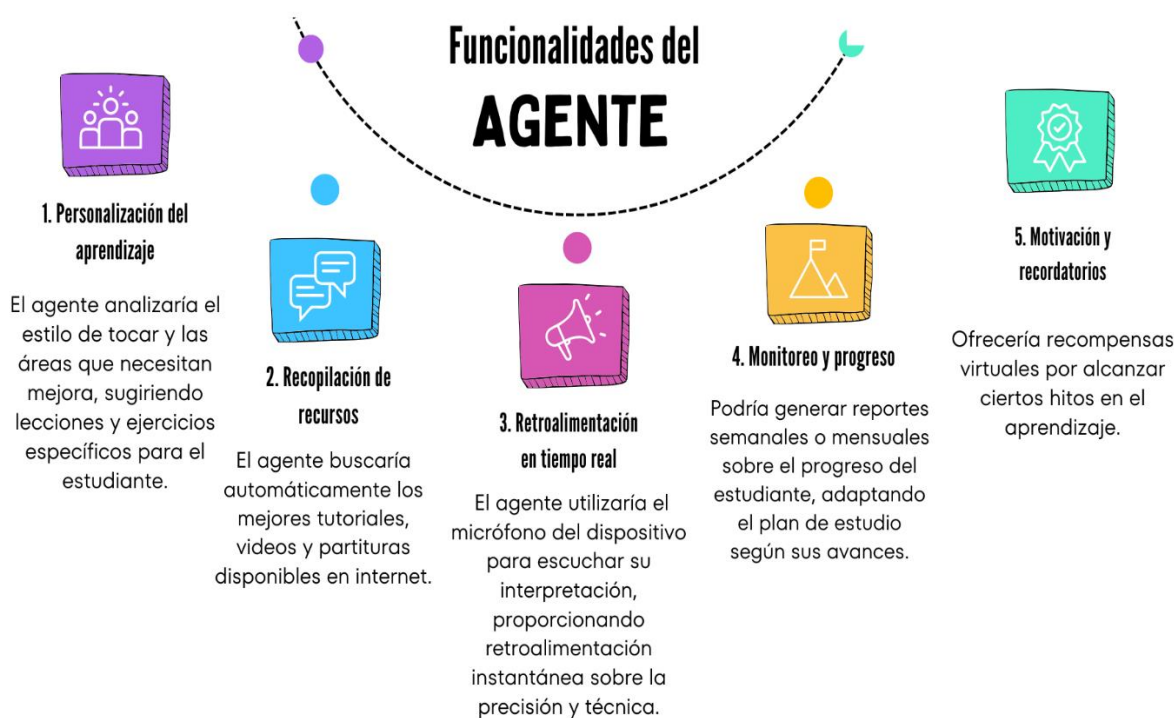 Funcionalidades del
AGENTE
1. Personalización del
aprendizaje
El agente analizaría el
estilo de tocar y las
áreas que necesitan
mejora, sugiriendo
lecciones y ejercicios
específicos para el
estudiante.
2. Recopilación de
recursos
El agente buscaría
automáticamente los
mejores tutoriales,
videos y partituras
disponibles en internet.
3. Retroalimentación
en tiempo real
El agente utilizaría el
micrófono del dispositivo
para escuchar su
interpretación,
proporcionando
retroalimentación
instantánea sobre la
precisión y técnica.
4. Monitoreo y progreso
Podría generar reportes
semanales o mensuales
sobre el progreso del
estudiante, adaptando
el plan de estudio
según sus avances.
5. Motivación y
recordatorios
Ofrecería recompensas
virtuales por alcanzar
ciertos hitos en el
aprendizaje.